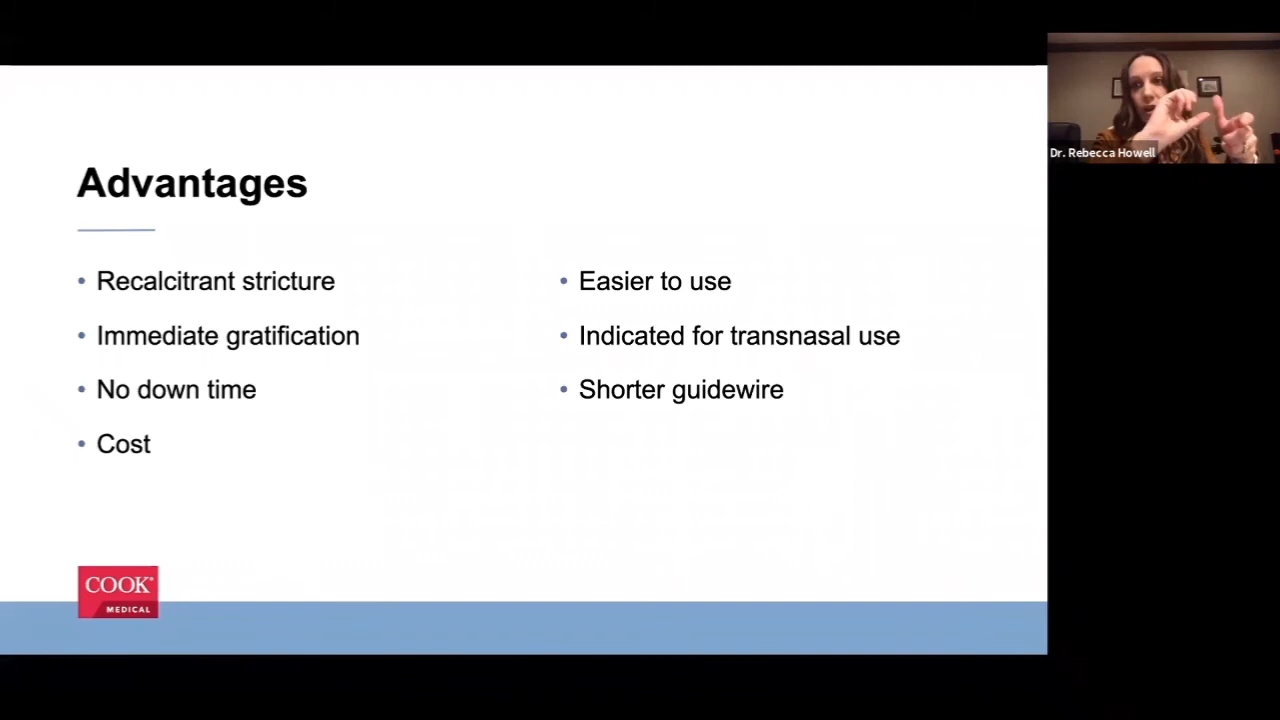 Dr. Rebecca Howell
Advantages
• Recalcitrant stricture
• Immediate gratification
• No down time
• Cost
• Easier to use
• Indicated for transnasal use
• Shorter guidewire
COOK®
MEDICAL